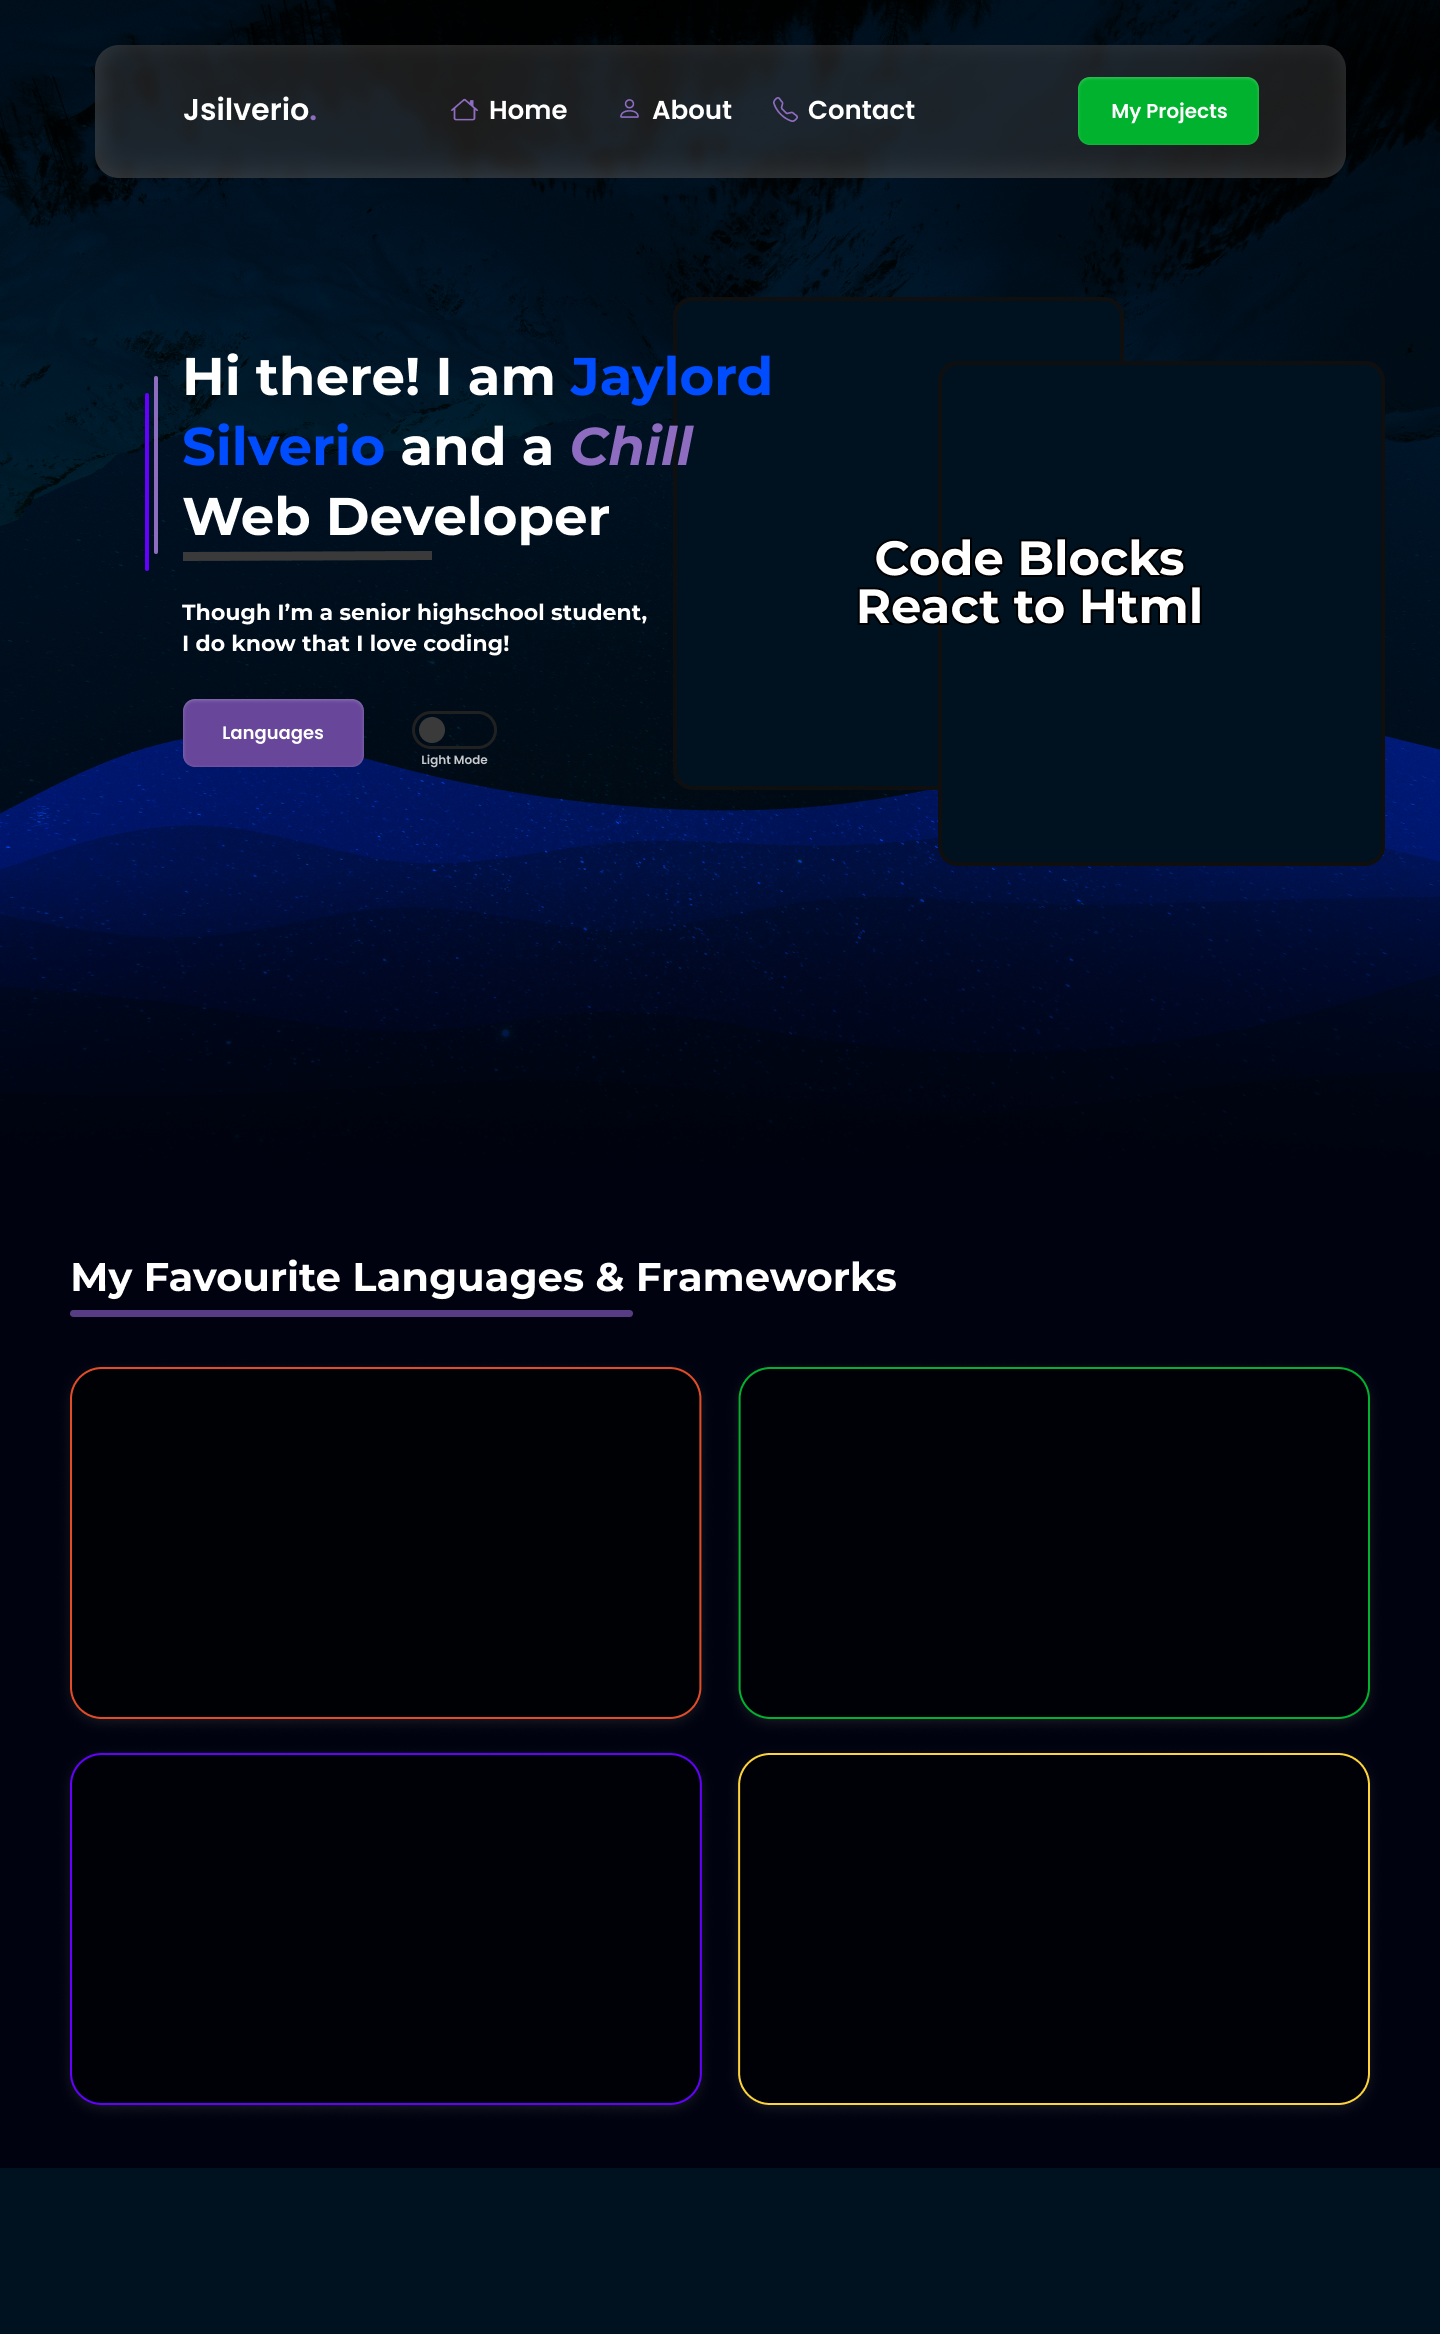 Jsilverio.
Home
About
Contact
My Projects
Hi there! I am Jaylord
Silverio and a Chill
Web Developer
Though I’m a senior highschool student,
I do know that I love coding!
Languages
Light Mode
Code Blocks
React to Html
My Favourite Languages & Frameworks